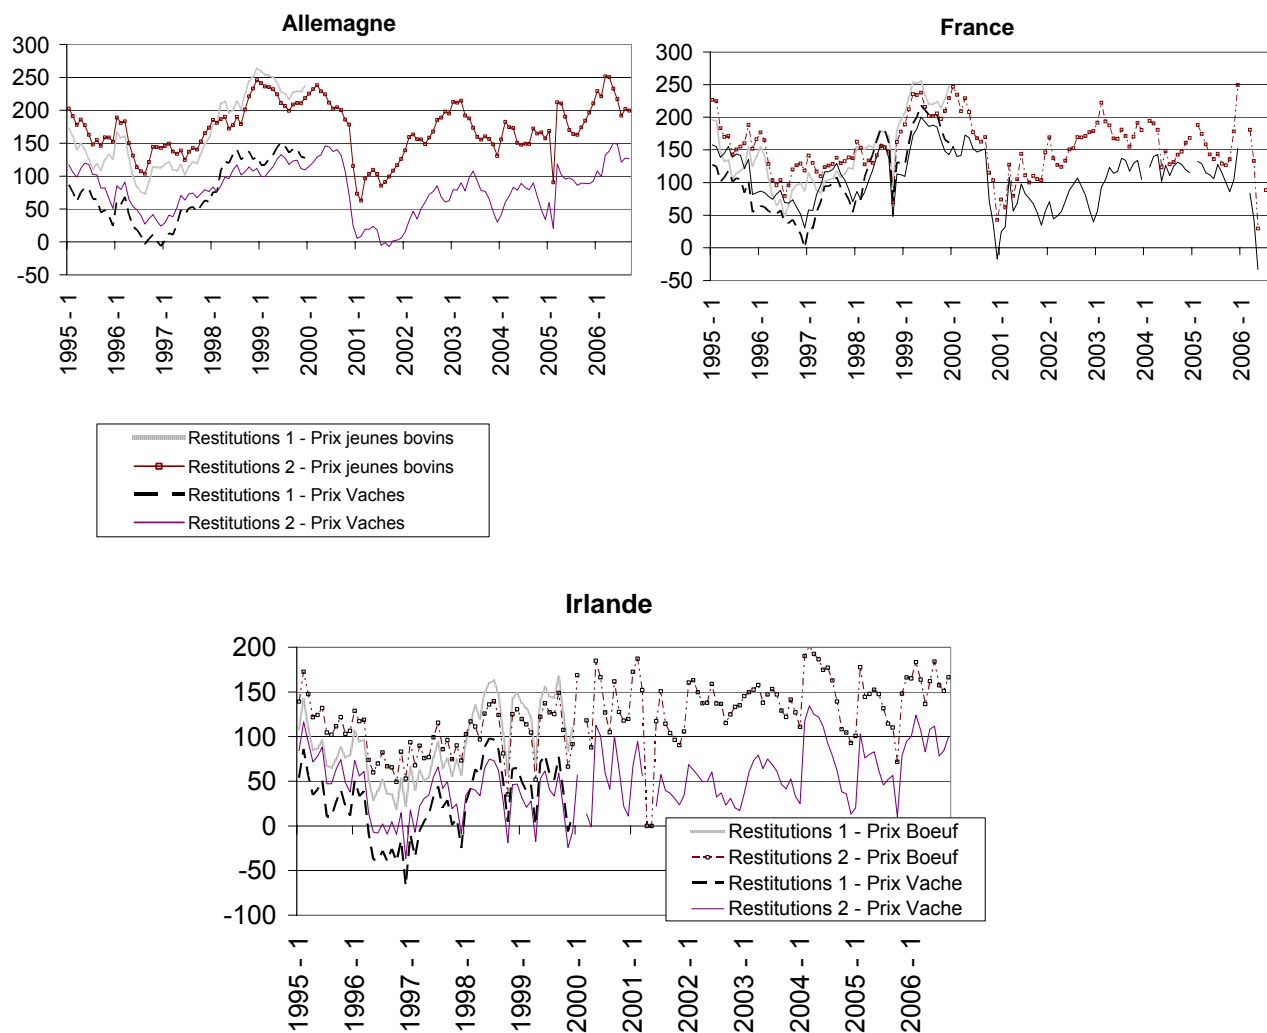 Allemagne
300
250
200
150
100
50
0
-50
1995 - 1
1996 - 1
1997 - 1
1998 - 1
1999 - 1
2000 - 1
2001 - 1
2002 - 1
2003 - 1
2004 - 1
2005 - 1
2006 - 1
France
300
250
200
150
100
50
0
-50
1995 - 1
1996 - 1
1997 - 1
1998 - 1
1999 - 1
2000 - 1
2001 - 1
2002 - 1
2003 - 1
2004 - 1
2005 - 1
2006 - 1
Restitutions 1 - Prix jeunes bovins
Restitutions 2 - Prix jeunes bovins
Restitutions 1 - Prix Vaches
Restitutions 2 - Prix Vaches
Irlande
200
150
100
50
0
-50
-100
1995 - 1
1996 - 1
1997 - 1
1998 - 1
1999 - 1
2000 - 1
2001 - 1
2002 - 1
2003 - 1
2004 - 1
2005 - 1
2006 - 1
Restitutions 1 - Prix Boeuf
Restitutions 2 - Prix Boeuf
Restitutions 1 - Prix Vache
Restitutions 2 - Prix Vache